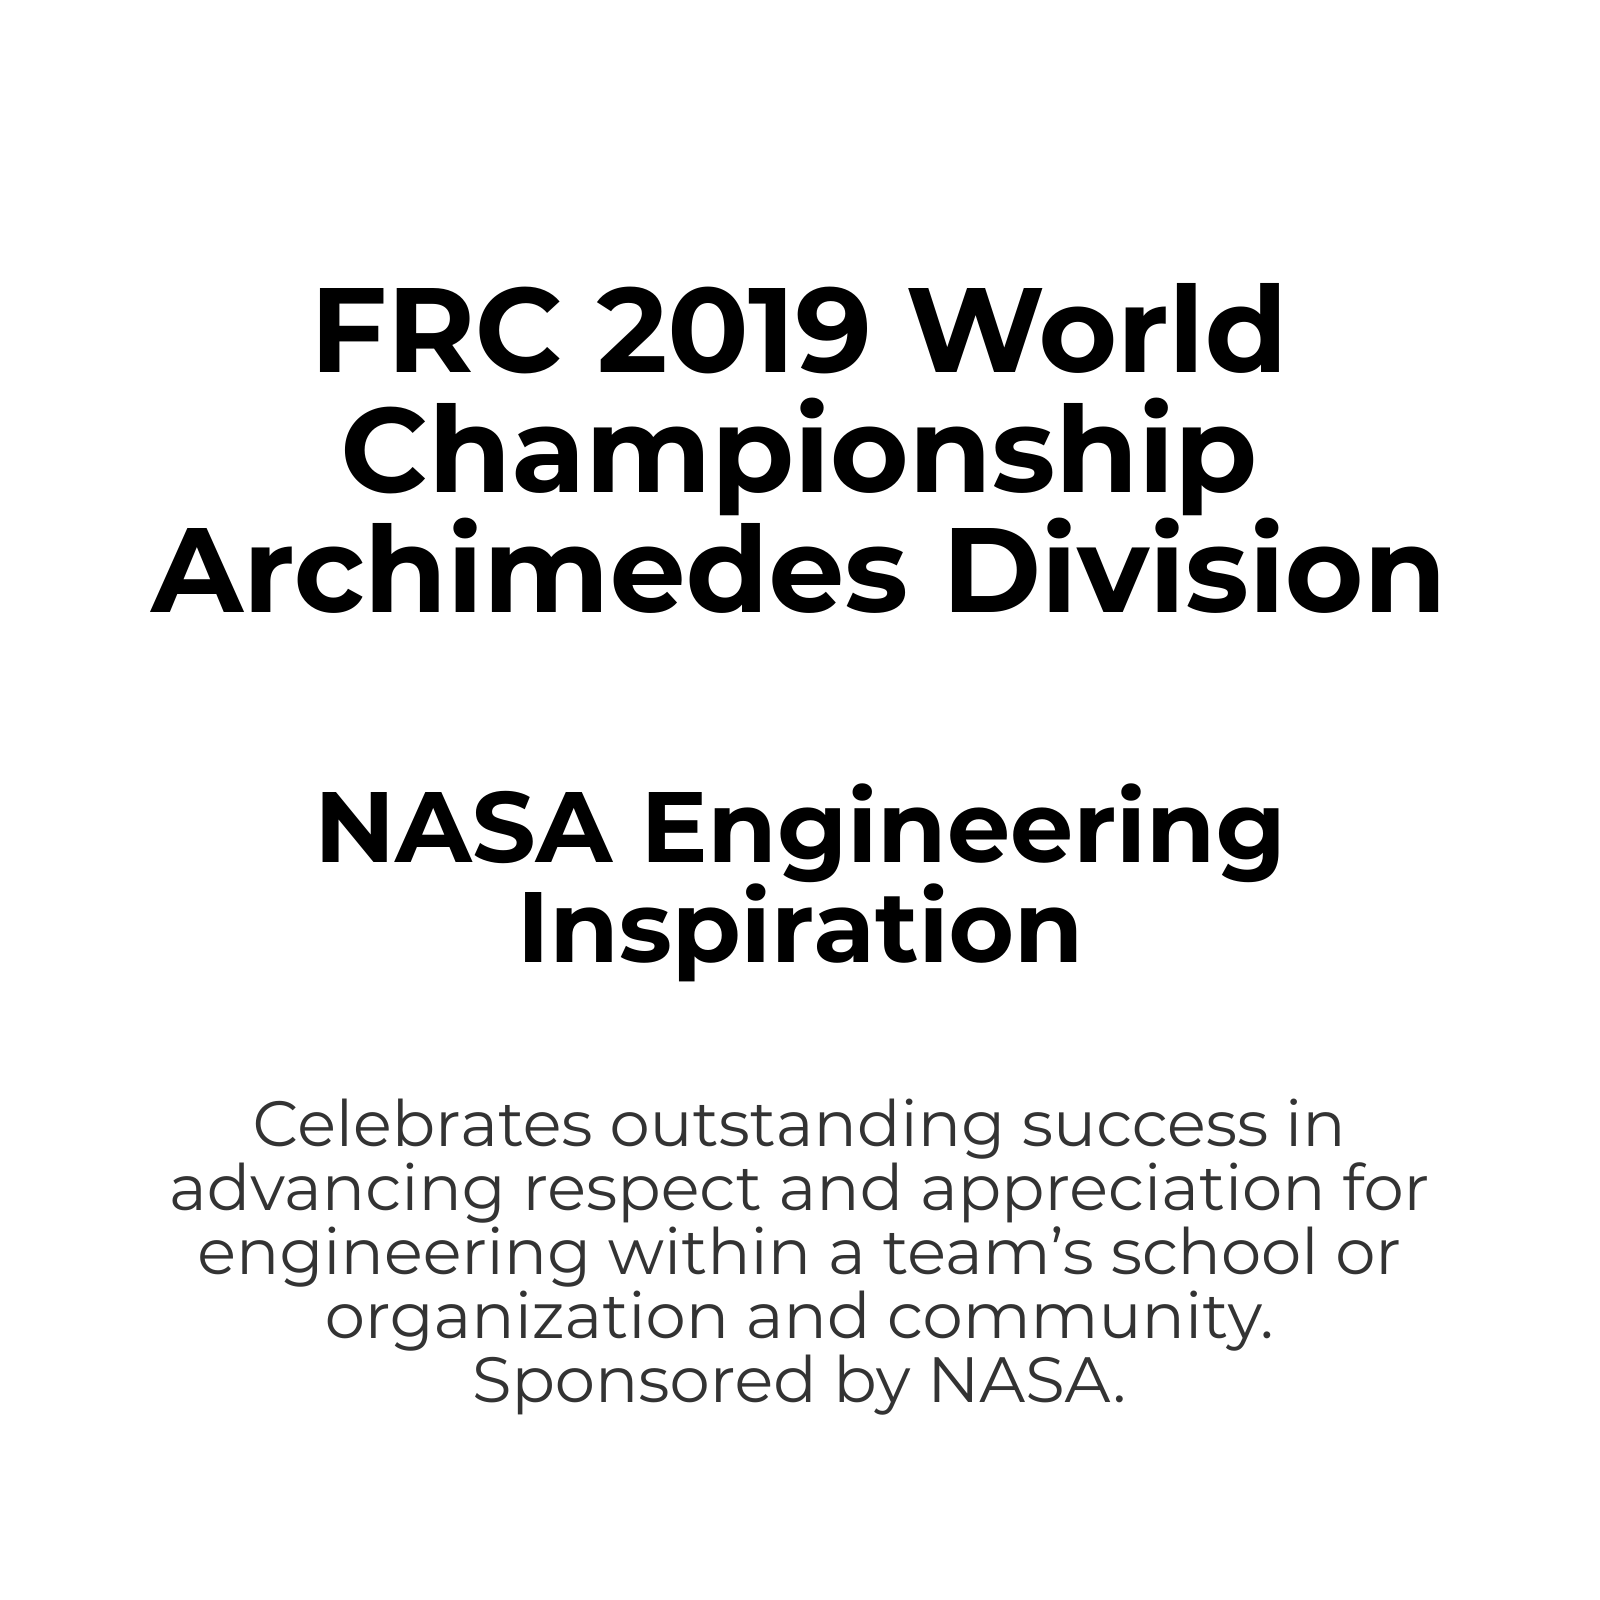 FRC 2019 World
Championship
Archimedes Division
NASA Engineering
Inspiration
Celebrates outstanding success in
advancing respect and appreciation for
engineering within a team’s school or
organization and community.
Sponsored by NASA.